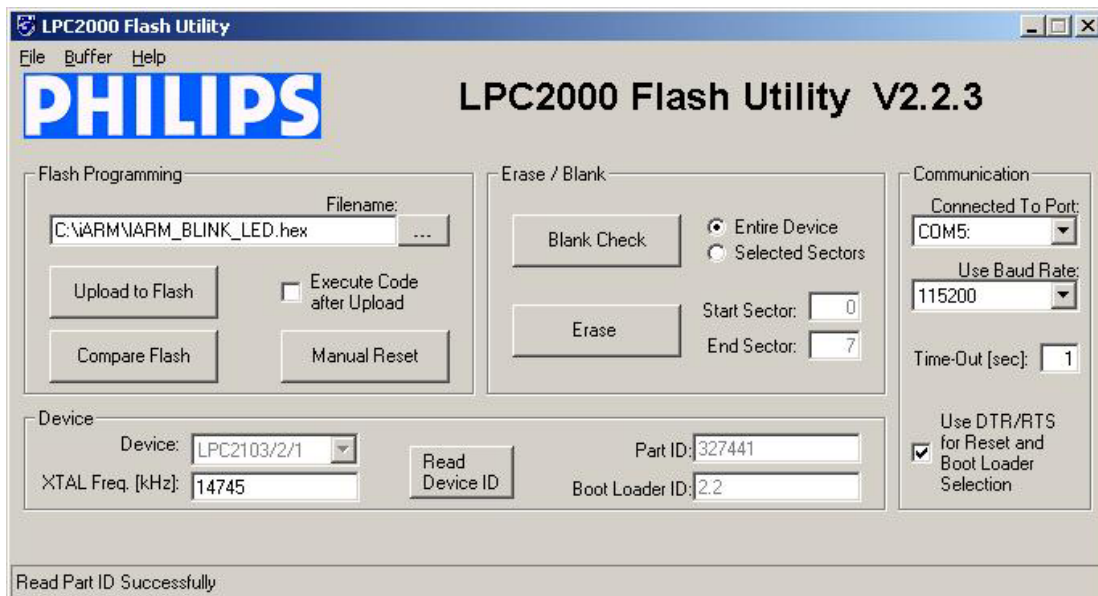 LPC2000 Flash Utility
File Buffer Help
PHILIPS
LPC2000 Flash Utility V2.2.3
Flash Programming
Filename:
C:\iARM\IARM_BLINK_LED.hex
...
Upload to Flash
Execute Code
after Upload
Compare Flash
Manual Reset
Erase / Blank
Blank Check
Entire Device
Selected Sectors
Erase
Start Sector: 0
End Sector: 7
Communication
Connected To Port:
COM5:
Use Baud Rate:
115200
Time-Out [sec]: 1
Use DTR/RTS
for Reset and
Boot Loader
Selection
Device
Device: LPC2103/2/1
XTAL Freq. [kHz]: 14745
Read
Device ID
Part ID: 327441
Boot Loader ID: 2.2
Read Part ID Successfully